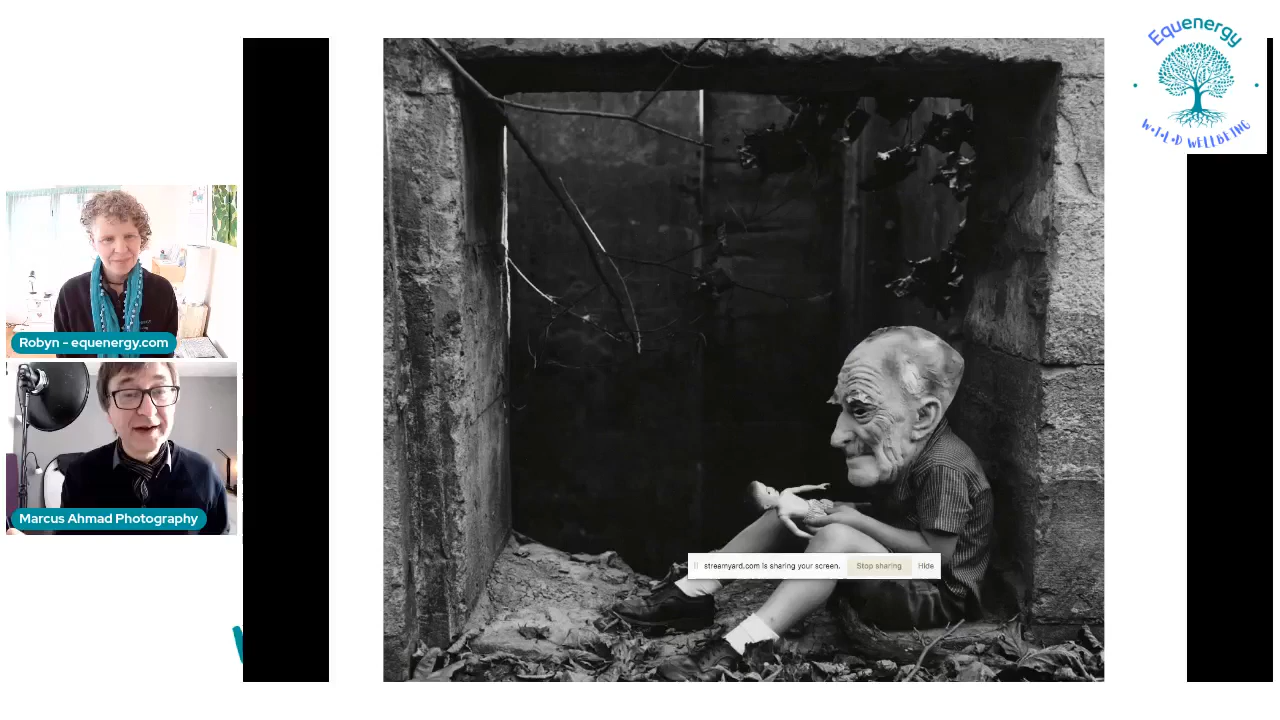 Equenergy
W·I·L·D WELLBEING
Robyn - equenergy.com
Marcus Ahmad Photography
streamyard.com is sharing your screen. Stop sharing Hide